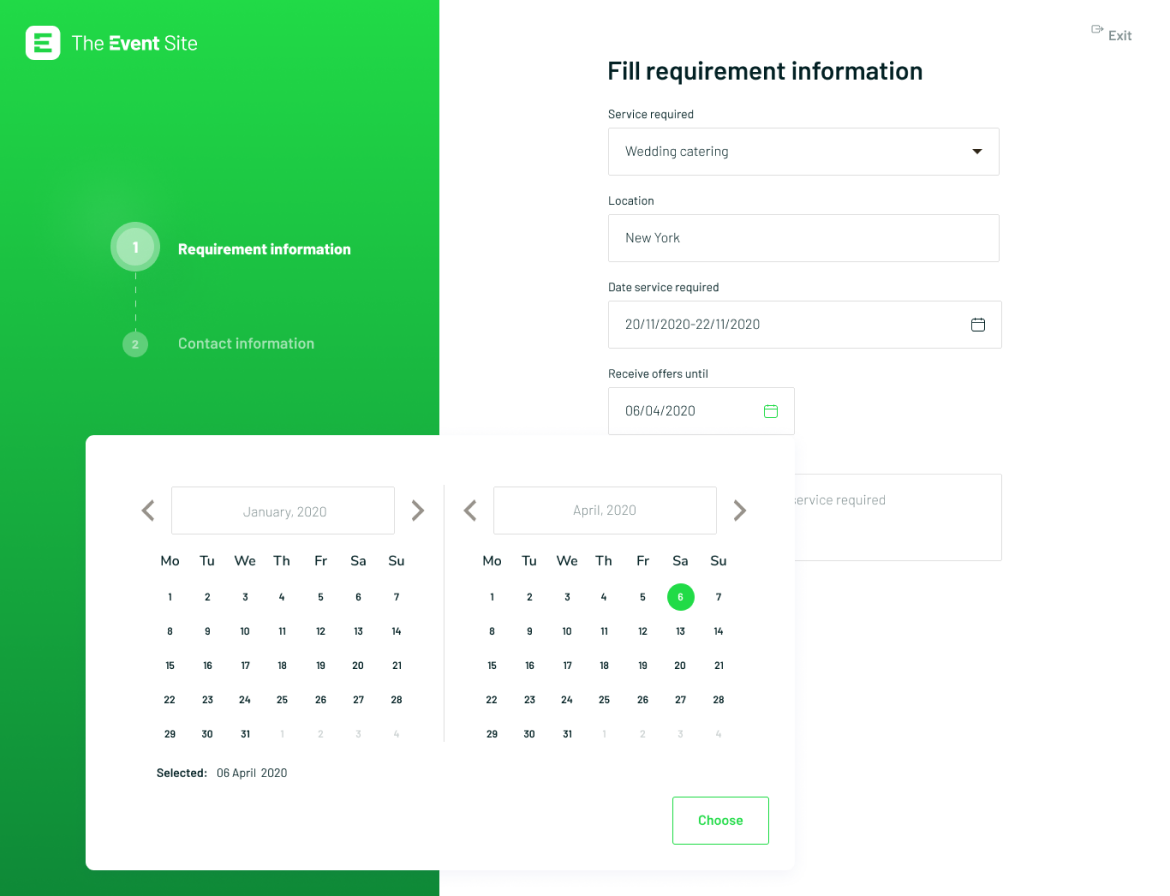 The Event Site
Exit
Fill requirement information
Service required
Wedding catering
Location
New York
Date service required
20/11/2020-22/11/2020
Receive offers until
06/04/2020
service required
1 Requirement information
2 Contact information
January, 2020
Mo Tu We Th Fr Sa Su
1 2 3 4 5 6 7
8 9 10 11 12 13 14
15 16 17 18 19 20 21
22 23 24 25 26 27 28
29 30 31 1 2 3 4
April, 2020
Mo Tu We Th Fr Sa Su
1 2 3 4 5 6 7
8 9 10 11 12 13 14
15 16 17 18 19 20 21
22 23 24 25 26 27 28
29 30 31 1 2 3 4
Selected: 06 April 2020
Choose